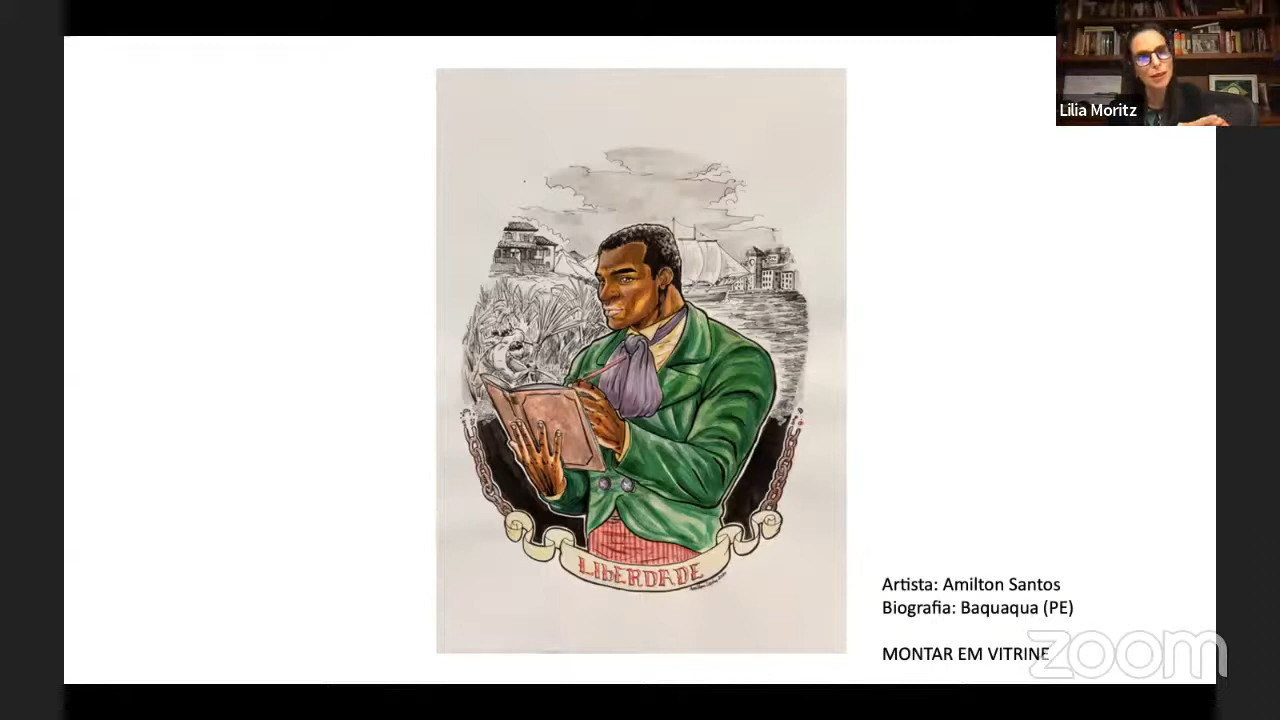 Lilia Moritz
LIBERDADE
Artista: Amilton Santos
Biografia: Baquaqua (PE)
MONTAR EM VITRINE
zoom